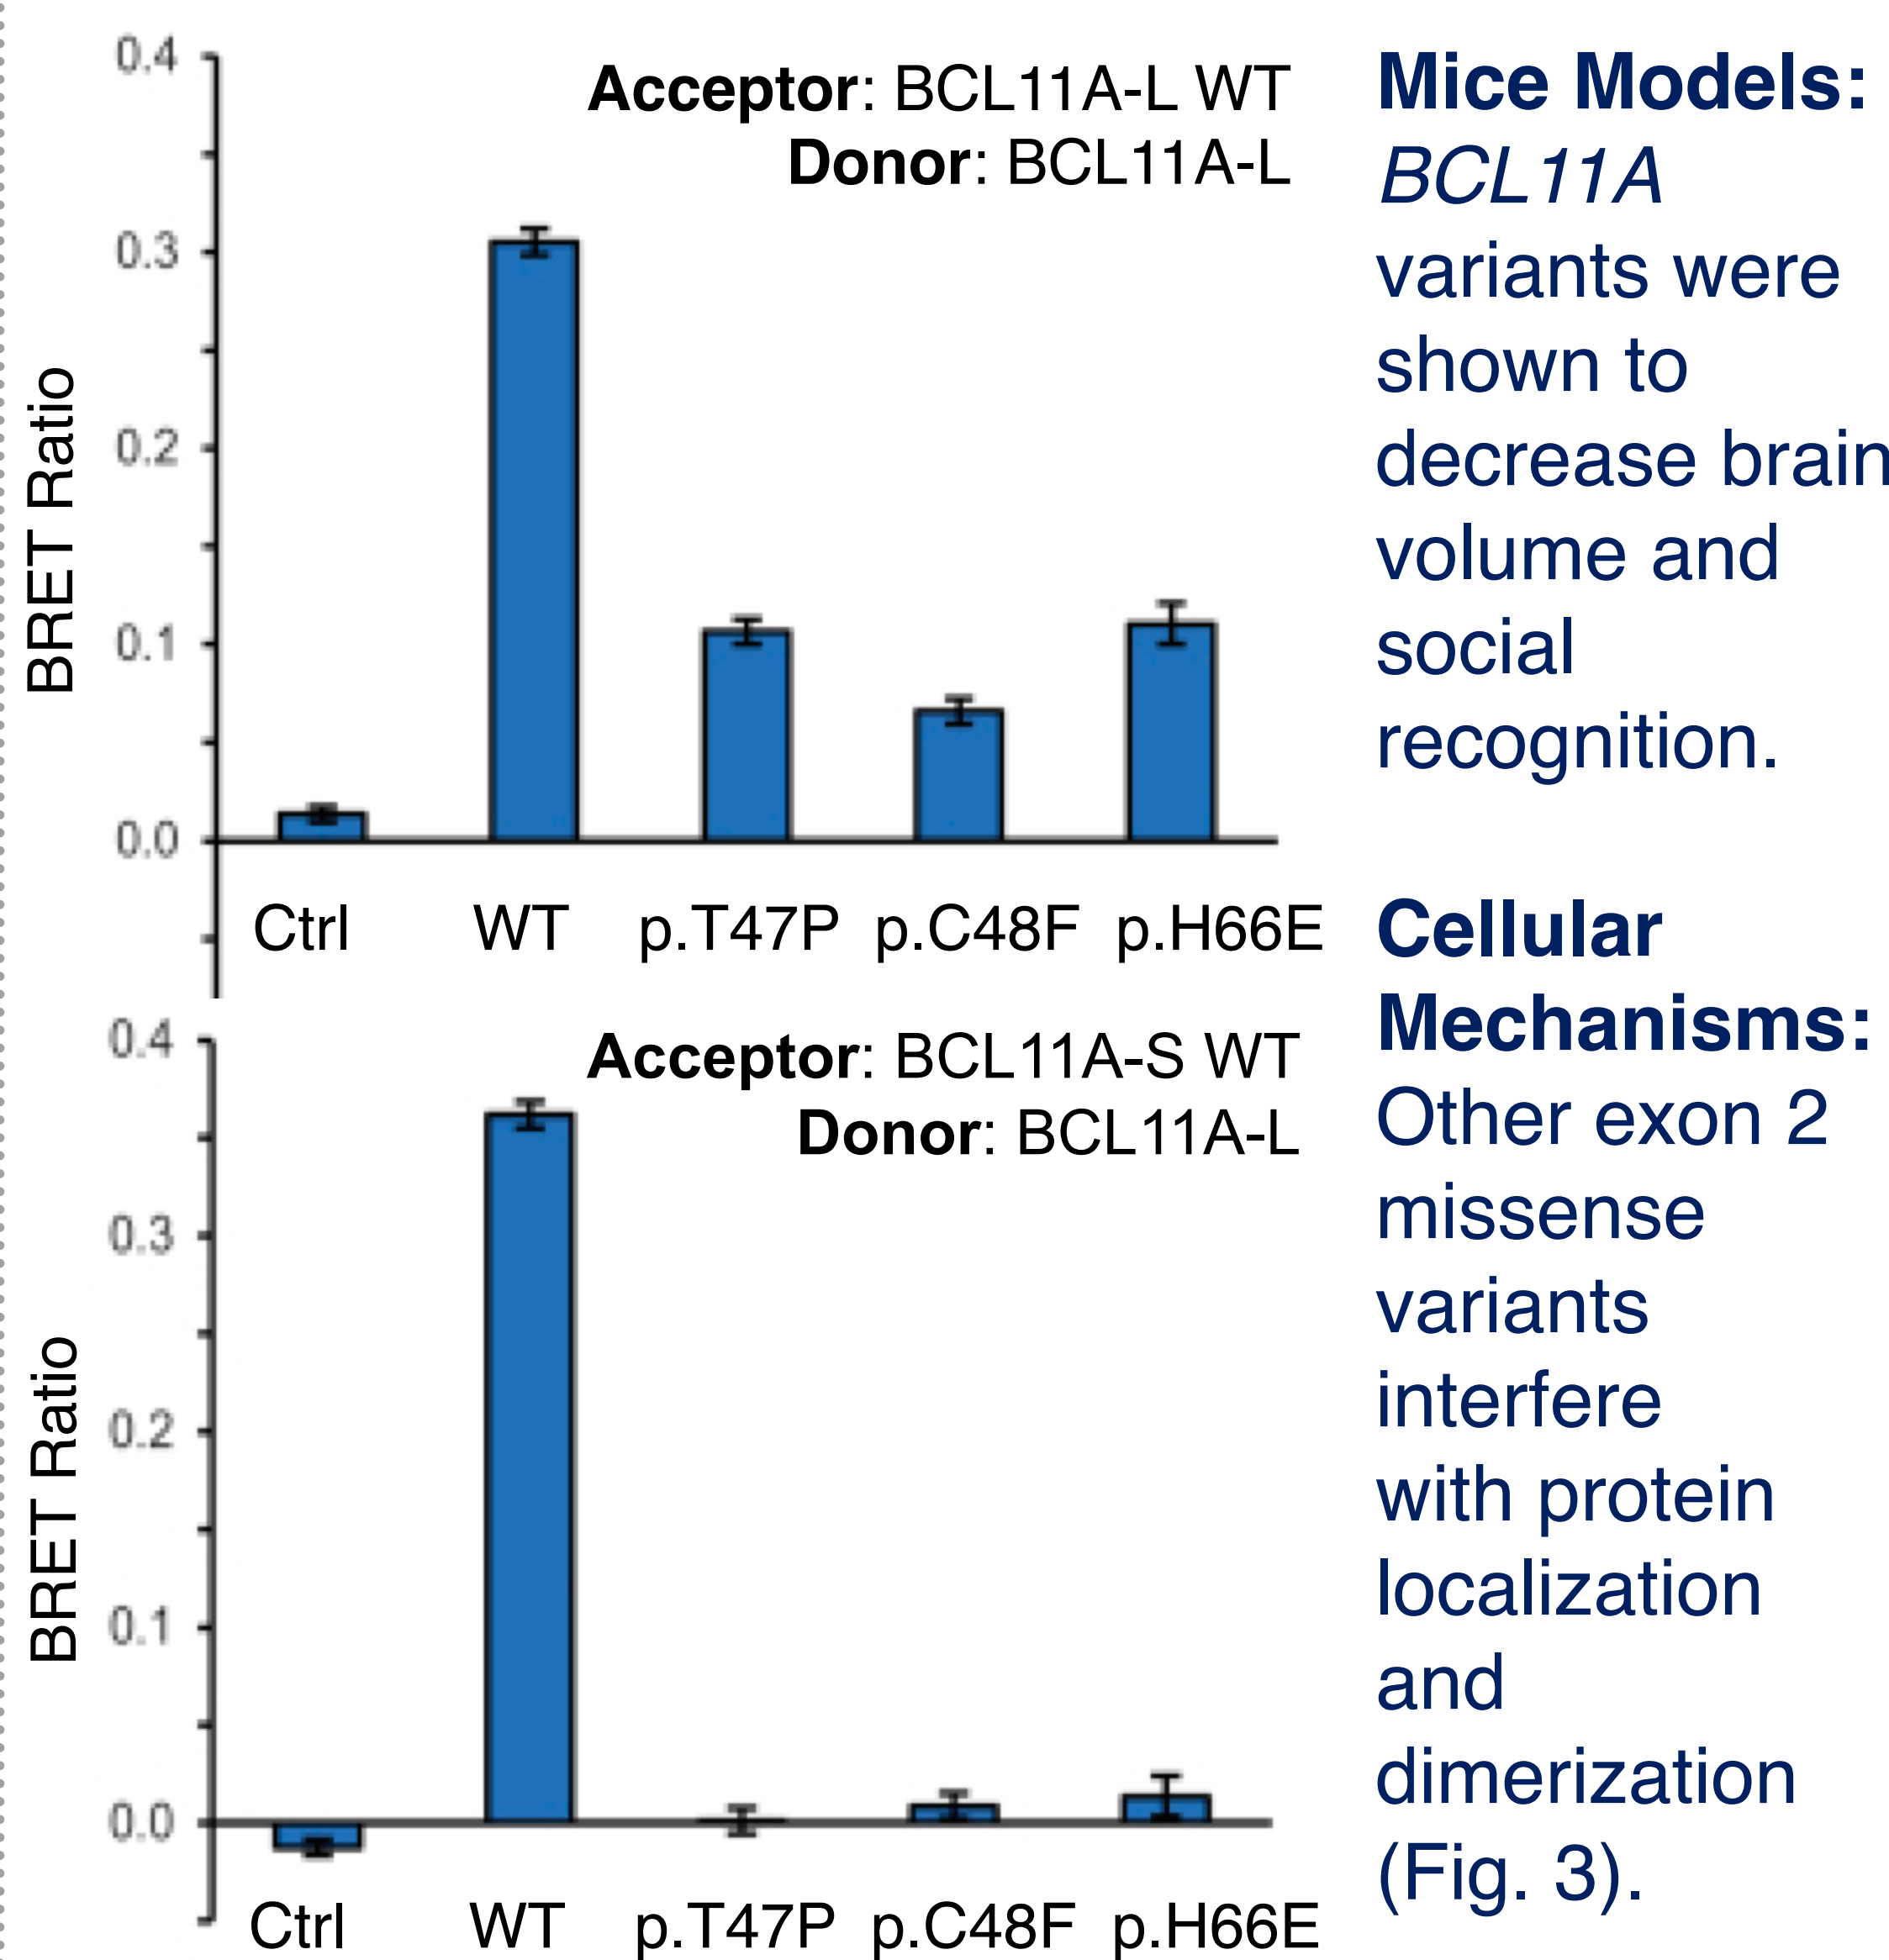 0.4
0.3
0.2
0.1
0.0
BRET Ratio
Acceptor: BCL11A-L WT
Donor: BCL11A-L
Ctrl WT p.T47P p.C48F p.H66E
0.4
0.3
0.2
0.1
0.0
BRET Ratio
Acceptor: BCL11A-S WT
Donor: BCL11A-L
Ctrl WT p.T47P p.C48F p.H66E
Mice Models:
BCL11A
variants were
shown to
decrease brain
volume and
social
recognition.
Cellular
Mechanisms:
Other exon 2
missense
variants
interfere
with protein
localization
and
dimerization
(Fig. 3).